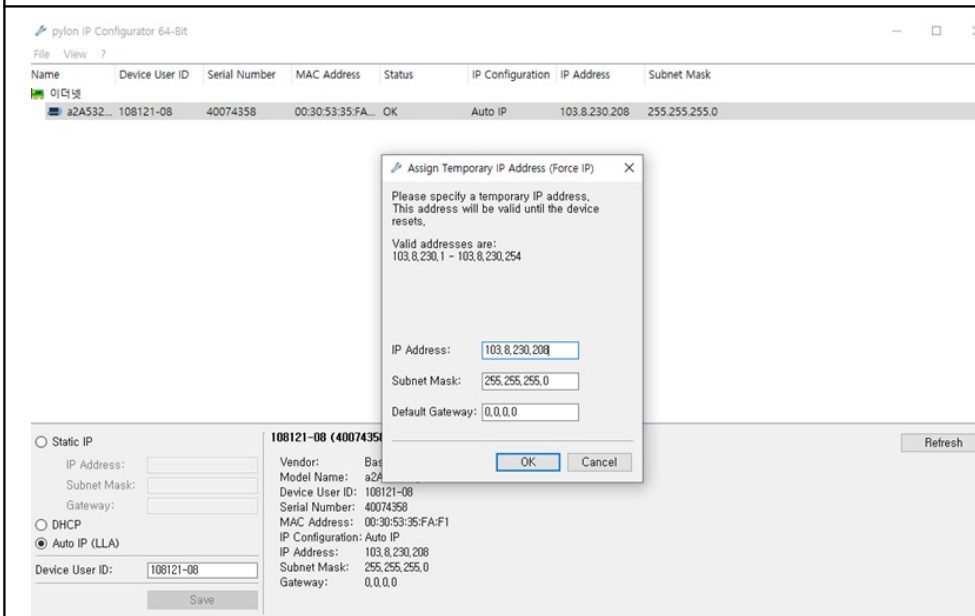 pylon IP Configurator 64-Bit
File View ?
Name Device User ID Serial Number MAC Address Status IP Configuration IP Address Subnet Mask
이더넷
a2A532... 108121-08 40074358 00:30:53:35:FA... OK Auto IP 103.8.230.208 255.255.255.0
Assign Temporary IP Address (Force IP)
Please specify a temporary IP address,
This address will be valid until the device
resets,
Valid addresses are:
103,8,230,1 - 103,8,230,254
IP Address: 103,8,230,208
Subnet Mask: 255,255,255,0
Default Gateway: 0,0,0,0
OK Cancel
Static IP
IP Address:
Subnet Mask:
Gateway:
DHCP
Auto IP (LLA)
Device User ID: 108121-08
Save
108121-08 (4007435
Vendor: Bas
Model Name: a2A
Device User ID: 108121-08
Serial Number: 40074358
MAC Address: 00:30:53:35:FA:F1
IP Configuration: Auto IP
IP Address: 103,8,230,208
Subnet Mask: 255,255,255,0
Gateway: 0,0,0,0
Refresh